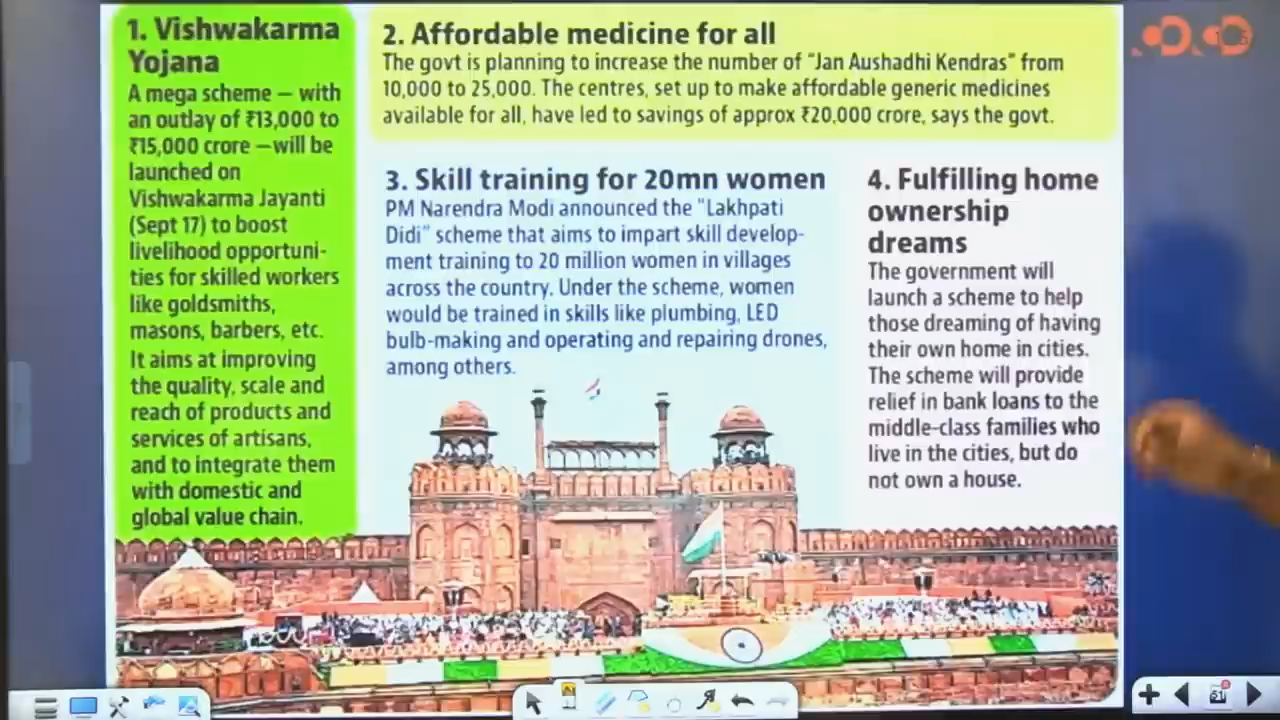 1. Vishwakarma
Yojana
A mega scheme – with
an outlay of ₹13,000 to
₹15,000 crore –will be
launched on
Vishwakarma Jayanti
(Sept 17) to boost
livelihood opportuni-
ties for skilled workers
like goldsmiths,
masons, barbers, etc.
It aims at improving
the quality, scale and
reach of products and
services of artisans,
and to integrate them
with domestic and
global value chain.
2. Affordable medicine for all
The govt is planning to increase the number of "Jan Aushadhi Kendras" from
10,000 to 25,000. The centres, set up to make affordable generic medicines
available for all, have led to savings of approx ₹20,000 crore, says the govt.
3. Skill training for 20mn women
PM Narendra Modi announced the "Lakhpati
Didi" scheme that aims to impart skill develop-
ment training to 20 million women in villages
across the country. Under the scheme, women
would be trained in skills like plumbing, LED
bulb-making and operating and repairing drones,
among others.
4. Fulfilling home
ownership
dreams
The government will
launch a scheme to help
those dreaming of having
their own home in cities.
The scheme will provide
relief in bank loans to the
middle-class families who
live in the cities, but do
not own a house.